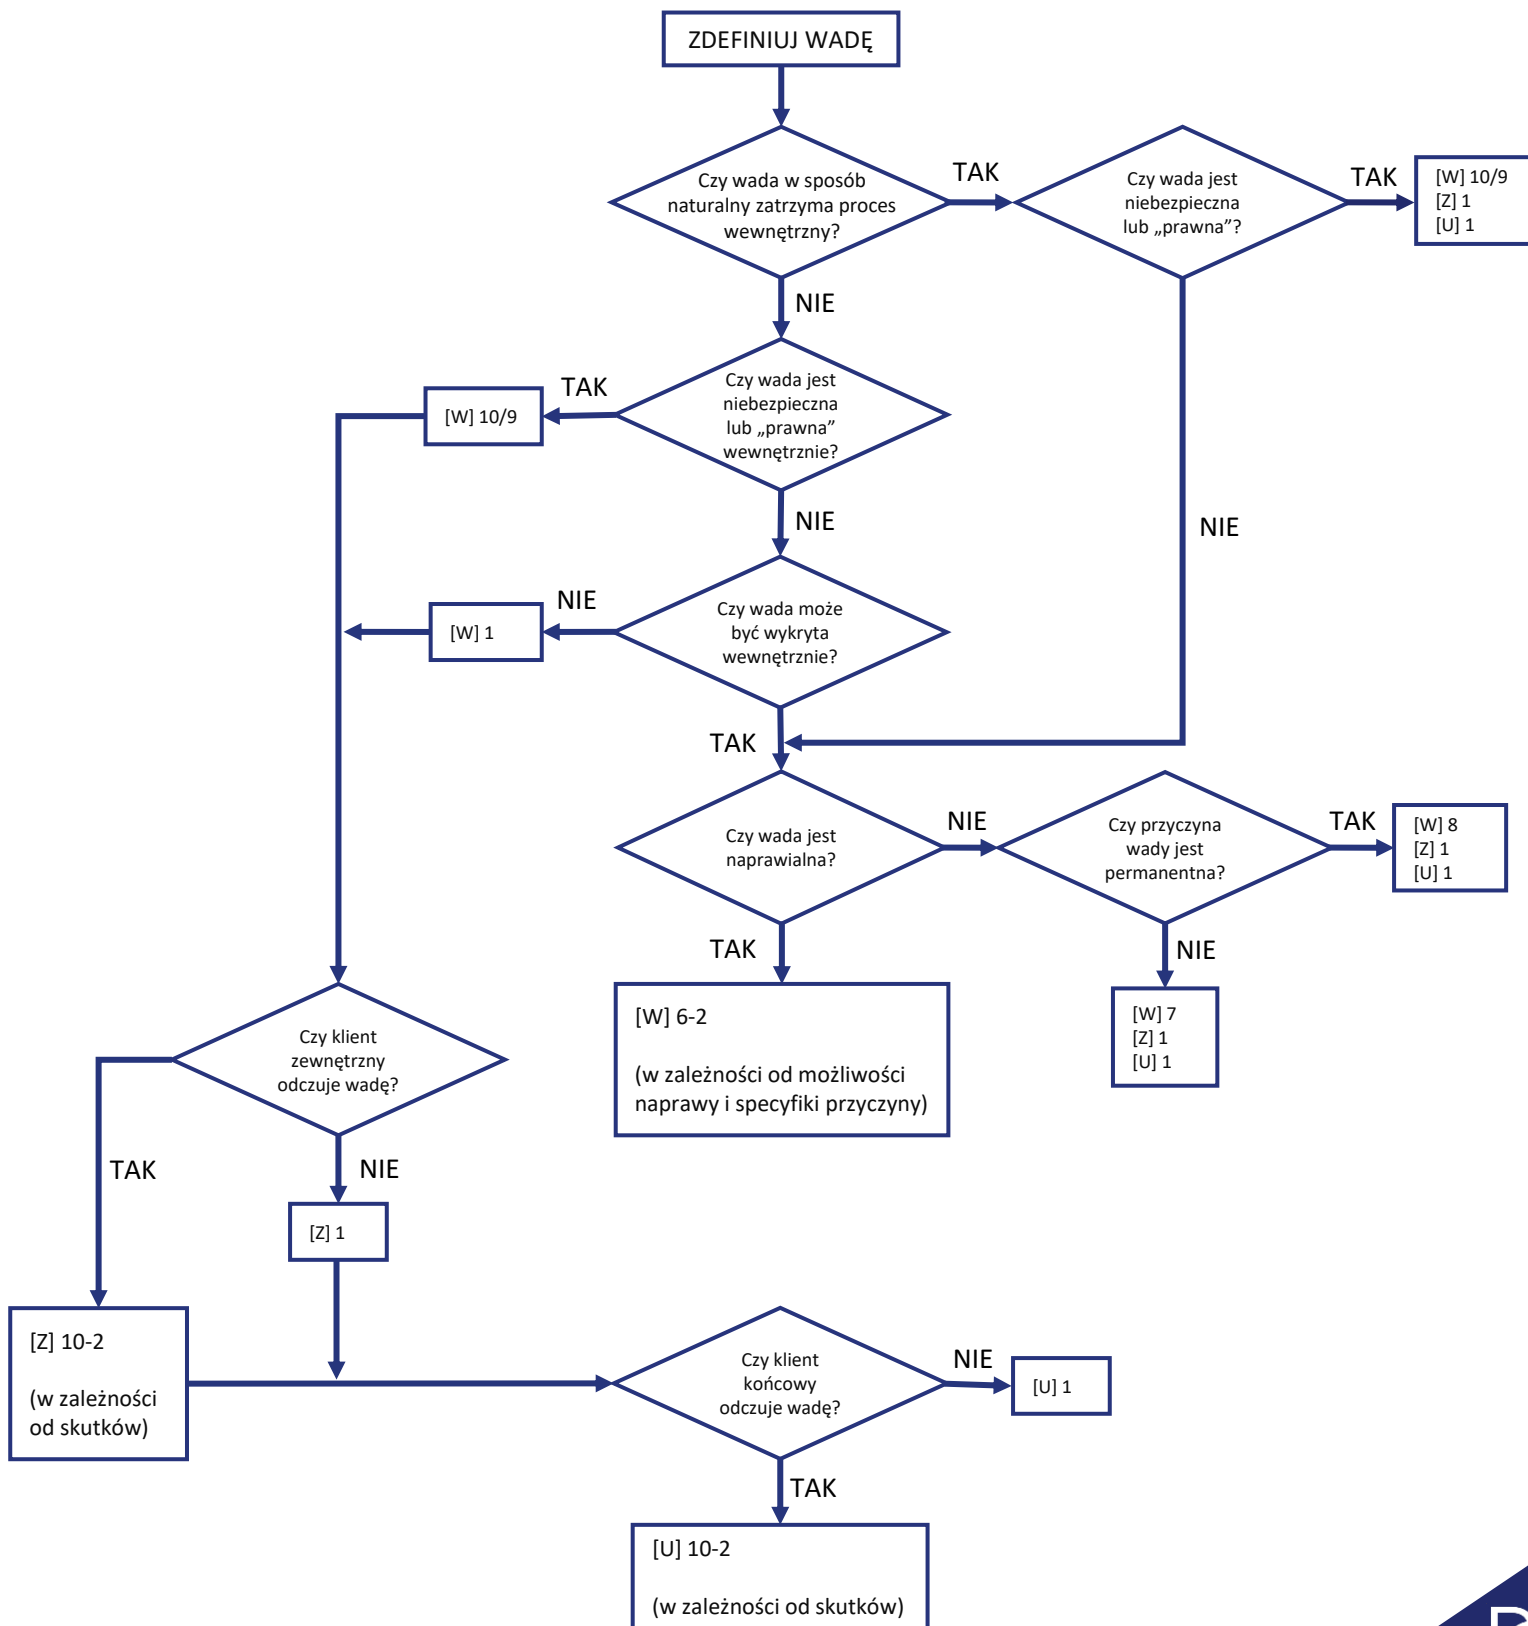 ZDEFINIUJ WADĘ
Czy wada w sposób
naturalny zatrzyma proces
wewnętrzny?
TAK
Czy wada jest
niebezpieczna
lub „prawna”?
TAK
[W] 10/9
[Z] 1
[U] 1
NIE
Czy wada jest
niebezpieczna
lub „prawna”
wewnętrznie?
TAK
[W] 10/9
NIE
NIE
Czy wada może
być wykryta
wewnętrznie?
NIE
[W] 1
TAK
Czy wada jest
naprawialna?
NIE
Czy przyczyna
wady jest
permanentna?
TAK
[W] 8
[Z] 1
[U] 1
TAK
NIE
[W] 6-2
(w zależności od możliwości
naprawy i specyfiki przyczyny)
[W] 7
[Z] 1
[U] 1
Czy klient
zewnętrzny
odczuje wadę?
TAK
NIE
[Z] 1
[Z] 10-2
(w zależności
od skutków)
Czy klient
końcowy
odczuje wadę?
NIE
[U] 1
TAK
[U] 10-2
(w zależności od skutków)